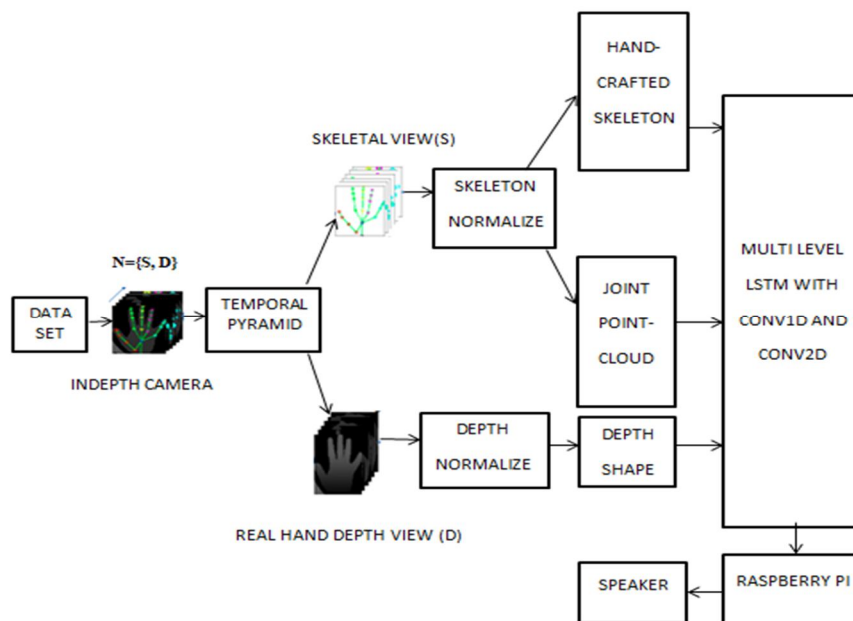 HAND-
CRAFTED
SKELETON
SKELETAL VIEW(S)
SKELETON
NORMALIZE
N={S, D}
DATA
SET
TEMPORAL
PYRAMID
INDEPTH CAMERA
JOINT
POINT-
CLOUD
MULTI LEVEL
LSTM WITH
CONV1D AND
CONV2D
DEPTH
NORMALIZE
DEPTH
SHAPE
REAL HAND DEPTH VIEW (D)
SPEAKER
RASPBERRY PI